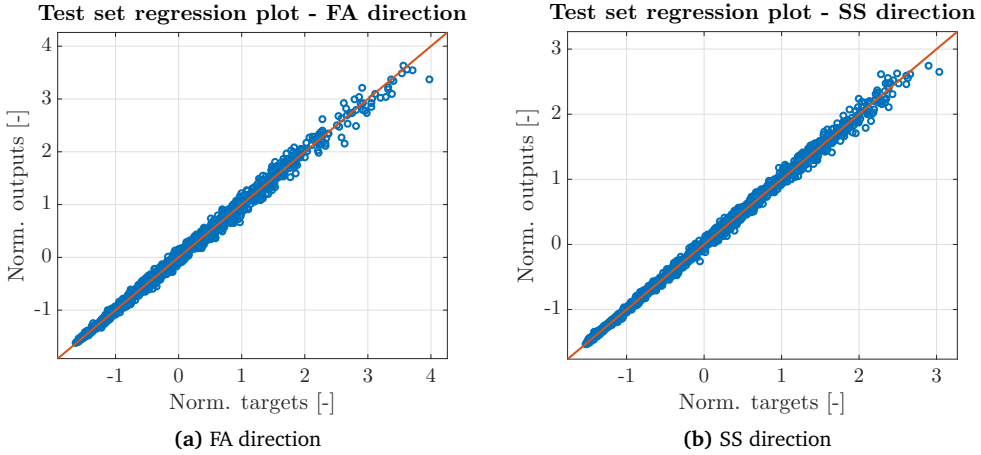 Test set regression plot - FA direction
4
3
2
1
0
-1
Norm. outputs [-]
-1 0 1 2 3 4
Norm. targets [-]
(a) FA direction
Test set regression plot - SS direction
3
2
1
0
-1
Norm. outputs [-]
-1 0 1 2 3
Norm. targets [-]
(b) SS direction